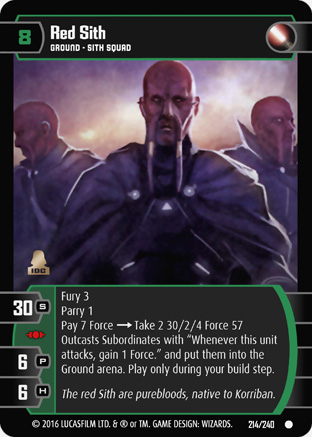 8
Red Sith
GROUND - SITH SQUAD
IDC
30 S
6 P
6 H
Fury 3
Parry 1
Pay 7 Force → Take 2 30/2/4 Force 57
Outcasts Subordinates with "Whenever this unit
attacks, gain 1 Force." and put them into the
Ground arena. Play only during your build step.
The red Sith are purebloods, native to Korriban.
© 2016 LUCASFILM LTD. & ® OR TM. GAME DESIGN: WIZARDS. 214/240